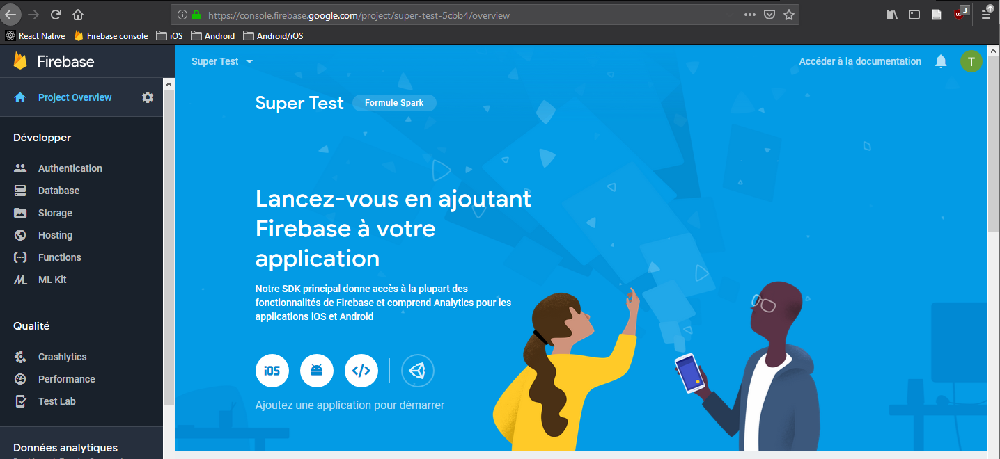 https://console.firebase.google.com/project/super-test-5cbb4/overview
3
React Native Firebase console iOS Android Android/iOS
Firebase
Super Test
Accéder à la documentation
T
Project Overview
Super Test
Formule Spark
Développer
Authentication
Database
Storage
Hosting
Functions
ML Kit
Qualité
Crashlytics
Performance
Test Lab
Données analytiques
Lancez-vous en ajoutant
Firebase à votre
application
Notre SDK principal donne accès à la plupart des
fonctionnalités de Firebase et comprend Analytics pour les
applications iOS et Android
iOS
Ajoutez une application pour démarrer